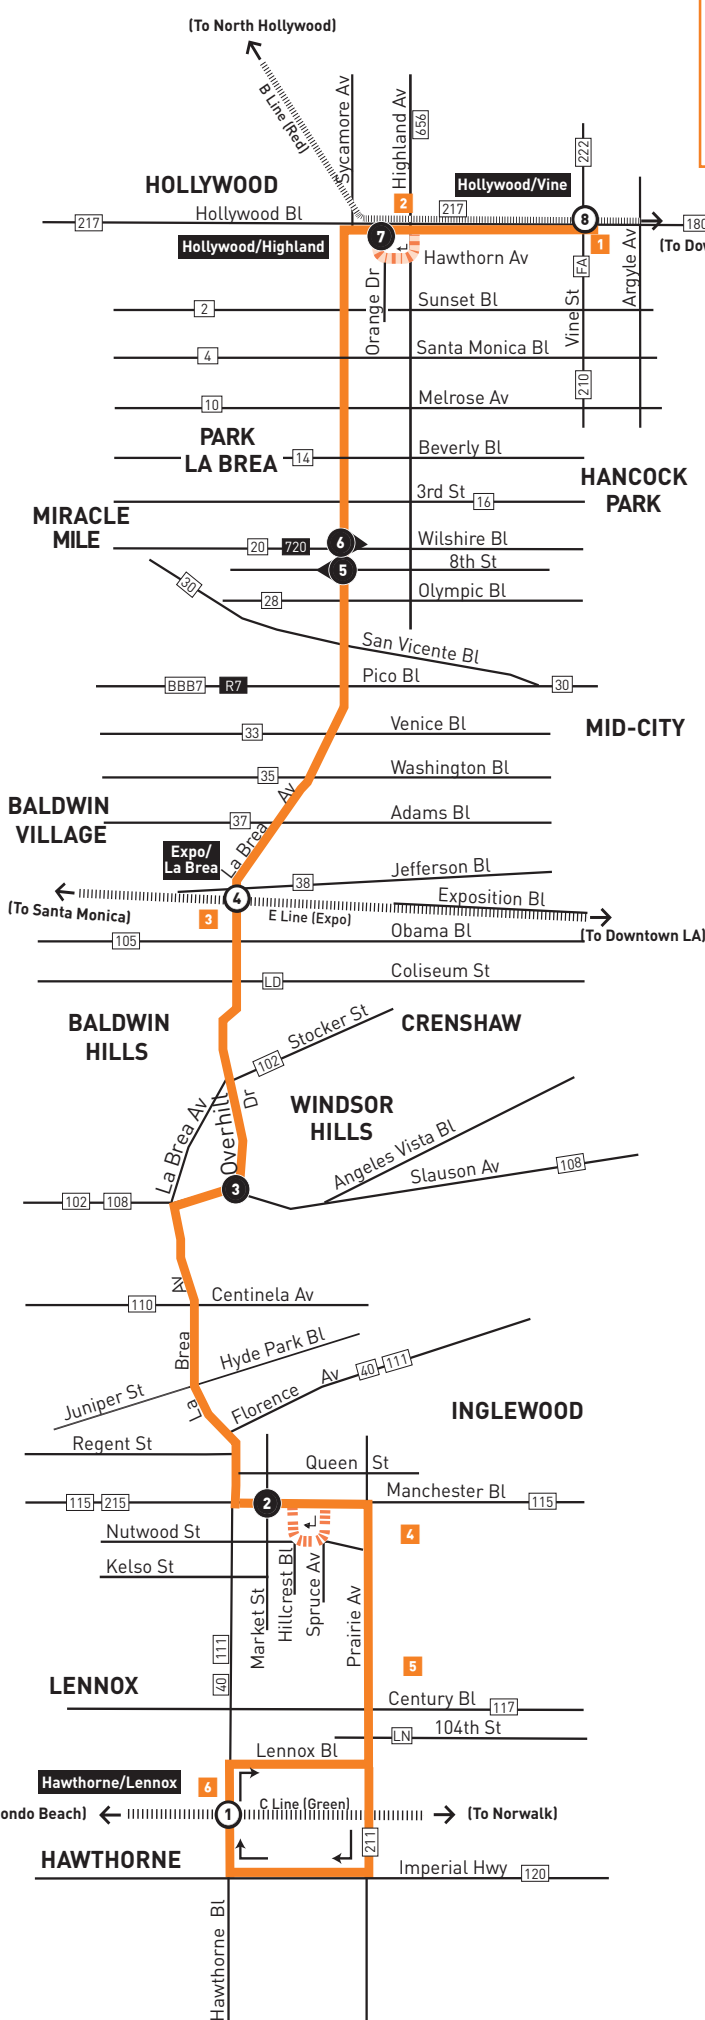 (To North Hollywood)
B Line (Red)
Sycamore Av
Highland Av
656
222
HOLLYWOOD
Hollywood/Vine
2
217
Hollywood Bl
217
8
180
7
1
(To Do
Hollywood/Highland
Hawthorn Av
FA
Argyle Av
Orange Dr
Vine St
2
Sunset Bl
4
Santa Monica Bl
210
10
Melrose Av
PARK
LA BREA
14
Beverly Bl
HANCOCK
PARK
3rd St
16
MIRACLE
MILE
20
720
6
Wilshire Bl
5
8th St
30
28
Olympic Bl
San Vicente Bl
BBB7
R7
Pico Bl
30
33
Venice Bl
MID-CITY
35
Washington Bl
La Brea Av
BALDWIN
VILLAGE
37
Adams Bl
Expo/
La Brea
38
Jefferson Bl
4
Exposition Bl
(To Santa Monica)
3
E Line (Expo)
105
Obama Bl
(To Downtown LA)
LD
Coliseum St
BALDWIN
HILLS
Stocker St
CRENSHAW
102
La Brea Av
Overhill Dr
WINDSOR
HILLS
Angeles Vista Bl
Slauson Av
108
3
102
108
La Brea Av
110
Centinela Av
Hyde Park Bl
Juniper St
Florence Av
40
111
INGLEWOOD
Regent St
Queen St
115
215
2
Manchester Bl
115
Nutwood St
4
Kelso St
Market St
Hillcrest Bl
Spruce Av
Prairie Av
111
40
5
LENNOX
Century Bl
117
LN
104th St
Lennox Bl
Hawthorne/Lennox
6
ondo Beach)
1
C Line (Green)
(To Norwalk)
211
HAWTHORNE
Imperial Hwy
120
Hawthorne Bl